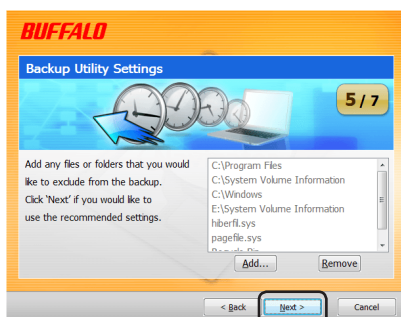 BUFFALO
Backup Utility Settings
5 / 7
Add any files or folders that you would
like to exclude from the backup.
Click `Next' if you would like to
use the recommended settings.
C:\Program Files
C:\System Volume Information
C:\Windows
E:\System Volume Information
hiberfil.sys
pagefile.sys
Add...
Remove
< Back
Next >
Cancel